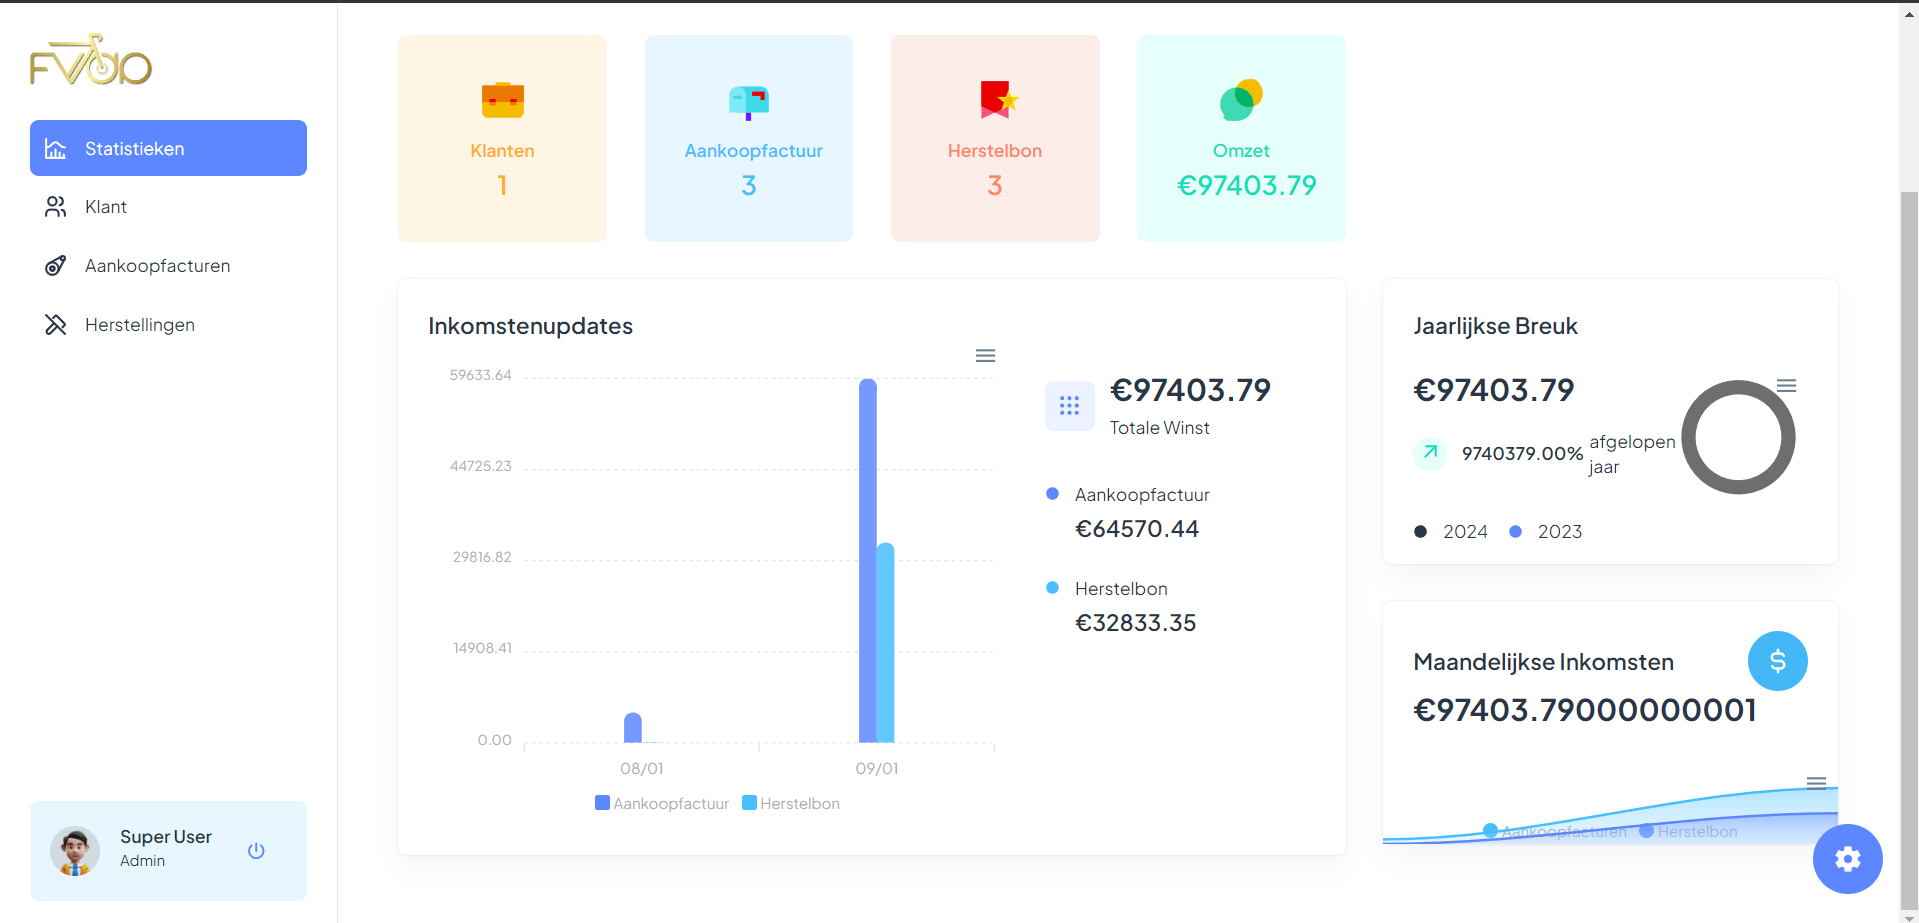 FVAD
Statistieken
Klant
Aankoopfacturen
Herstellingen
Super User
Admin
Klanten
1
Aankoopfactuur
3
Herstelbon
3
Omzet
€97403.79
Inkomstenupdates
59633.64
44725.23
29816.82
14908.41
0.00
08/01
09/01
Aankoopfactuur
Herstelbon
€97403.79
Totale Winst
Aankoopfactuur
€64570.44
Herstelbon
€32833.35
Jaarlijkse Breuk
€97403.79
9740379.00% afgelopen
jaar
2024
2023
Maandelijkse Inkomsten
$
€97403.79000000001
Aankoopfacturen
Herstelbon